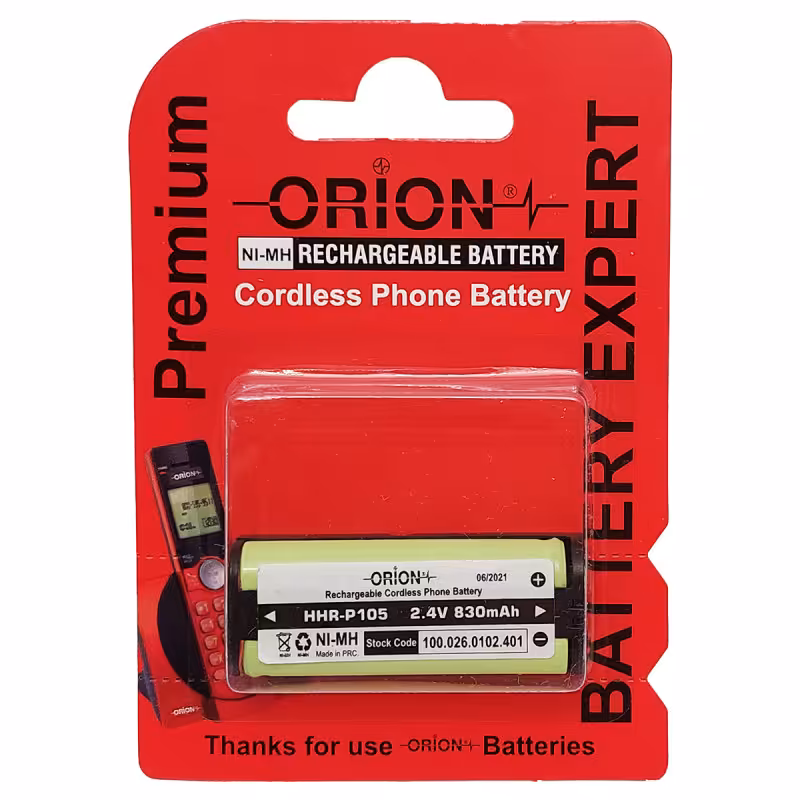 Premium
ORION®
NI-MH RECHARGEABLE BATTERY
Cordless Phone Battery
BATTERY EXPERT
ORION
ORION 06/2021 +
Rechargeable Cordless Phone Battery
HHR-P105 2.4V 830mAh
NI-MH Stock Code 100.026.0102.401 −
Made in PRC.
ORION
Thanks for use ORION Batteries